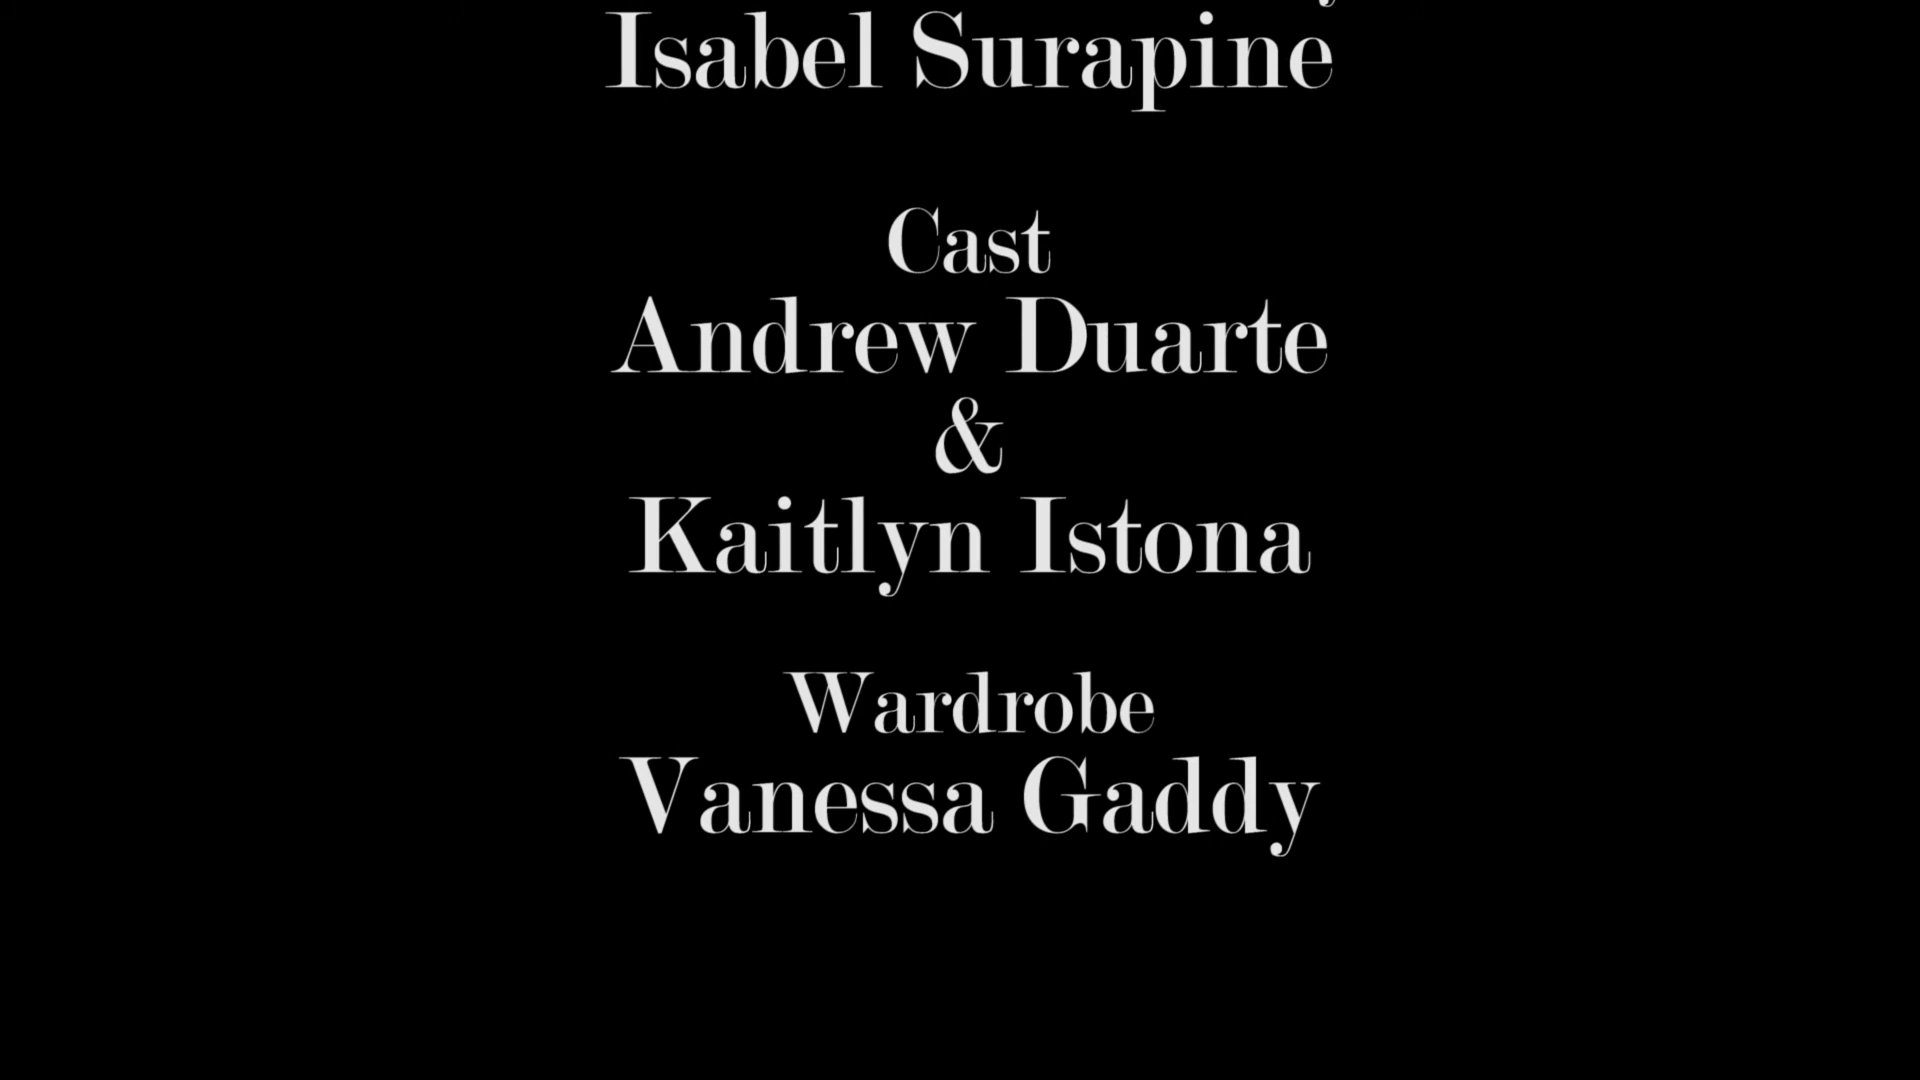 Isabel Surapine
Cast
Andrew Duarte
&
Kaitlyn Istona
Wardrobe
Vanessa Gaddy